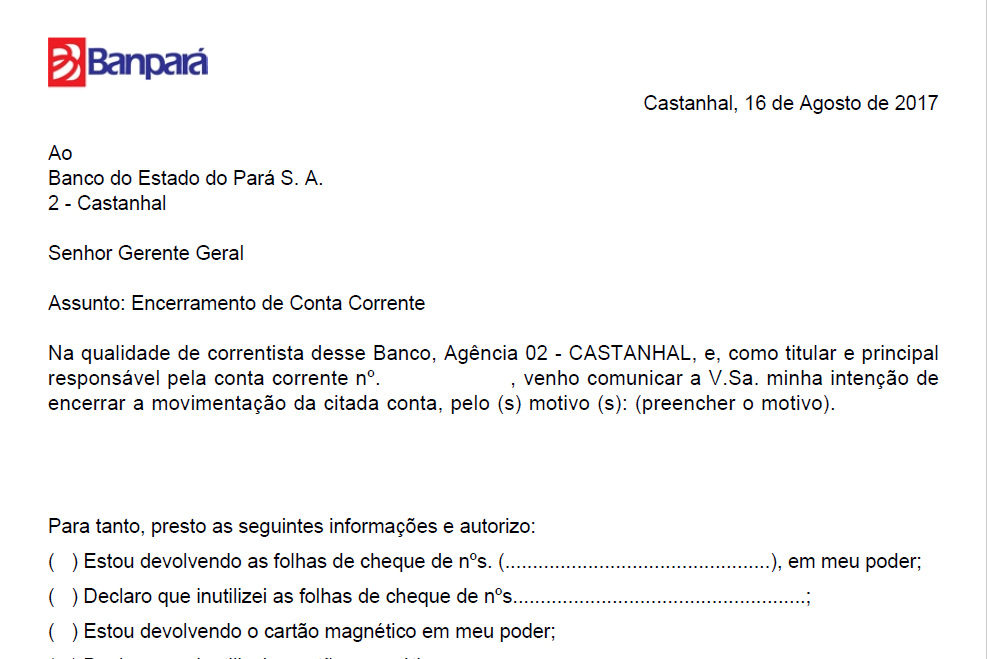 Banpará
Castanhal, 16 de Agosto de 2017
Ao
Banco do Estado do Pará S. A.
2 - Castanhal
Senhor Gerente Geral
Assunto: Encerramento de Conta Corrente
Na qualidade de correntista desse Banco, Agência 02 - CASTANHAL, e, como titular e principal
responsável pela conta corrente nº. , venho comunicar a V.Sa. minha intenção de
encerrar a movimentação da citada conta, pelo (s) motivo (s): (preencher o motivo).
Para tanto, presto as seguintes informações e autorizo:
( ) Estou devolvendo as folhas de cheque de nºs. (................................................), em meu poder;
( ) Declaro que inutilizei as folhas de cheque de nºs.....................................................;
( ) Estou devolvendo o cartão magnético em meu poder;